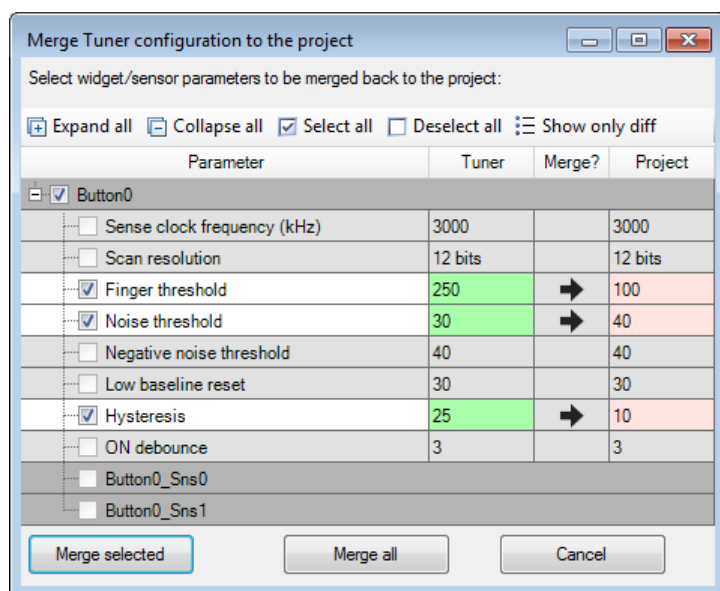 Merge Tuner configuration to the project
Select widget/sensor parameters to be merged back to the project:
Expand all Collapse all Select all Deselect all Show only diff
Parameter Tuner Merge? Project
Button0
Sense clock frequency (kHz) 3000 3000
Scan resolution 12 bits 12 bits
Finger threshold 250 100
Noise threshold 30 40
Negative noise threshold 40 40
Low baseline reset 30 30
Hysteresis 25 10
ON debounce 3 3
Button0_Sns0
Button0_Sns1
Merge selected Merge all Cancel